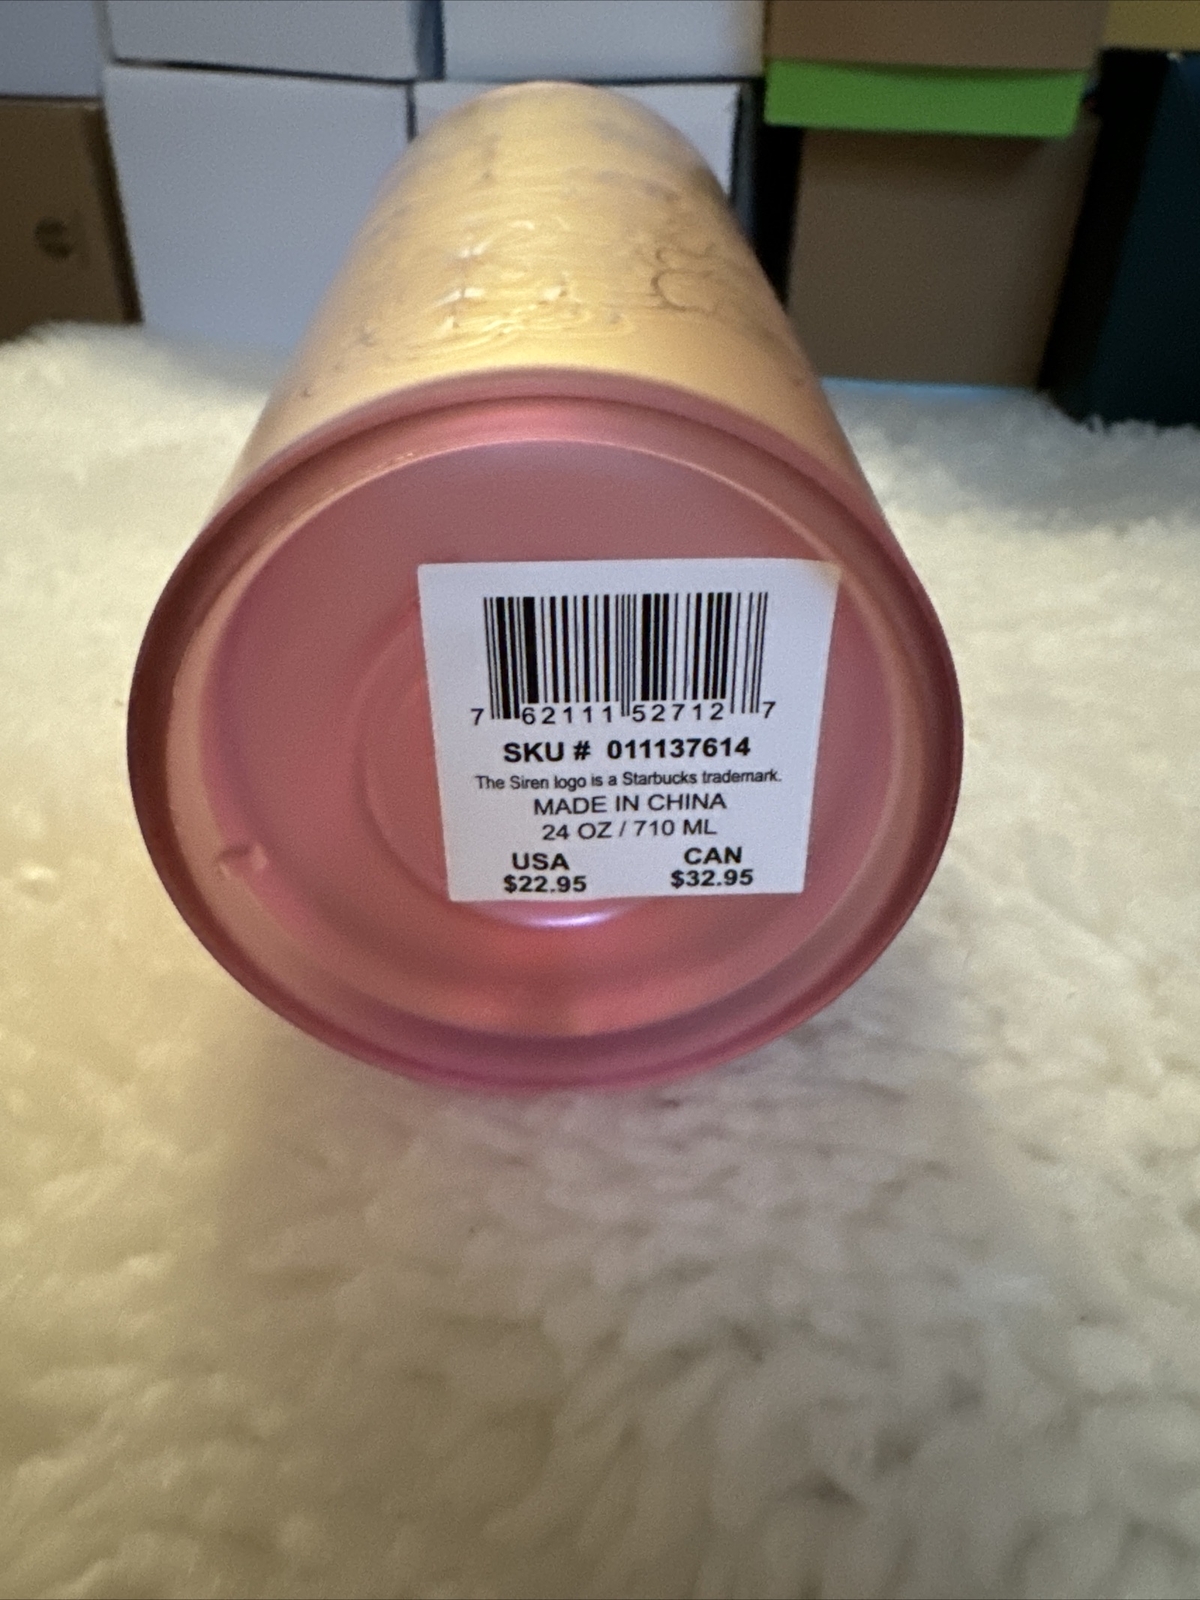 7 62111 52712 7
SKU # 011137614
The Siren logo is a Starbucks trademark.
MADE IN CHINA
24 OZ / 710 ML
USA CAN
$22.95 $32.95